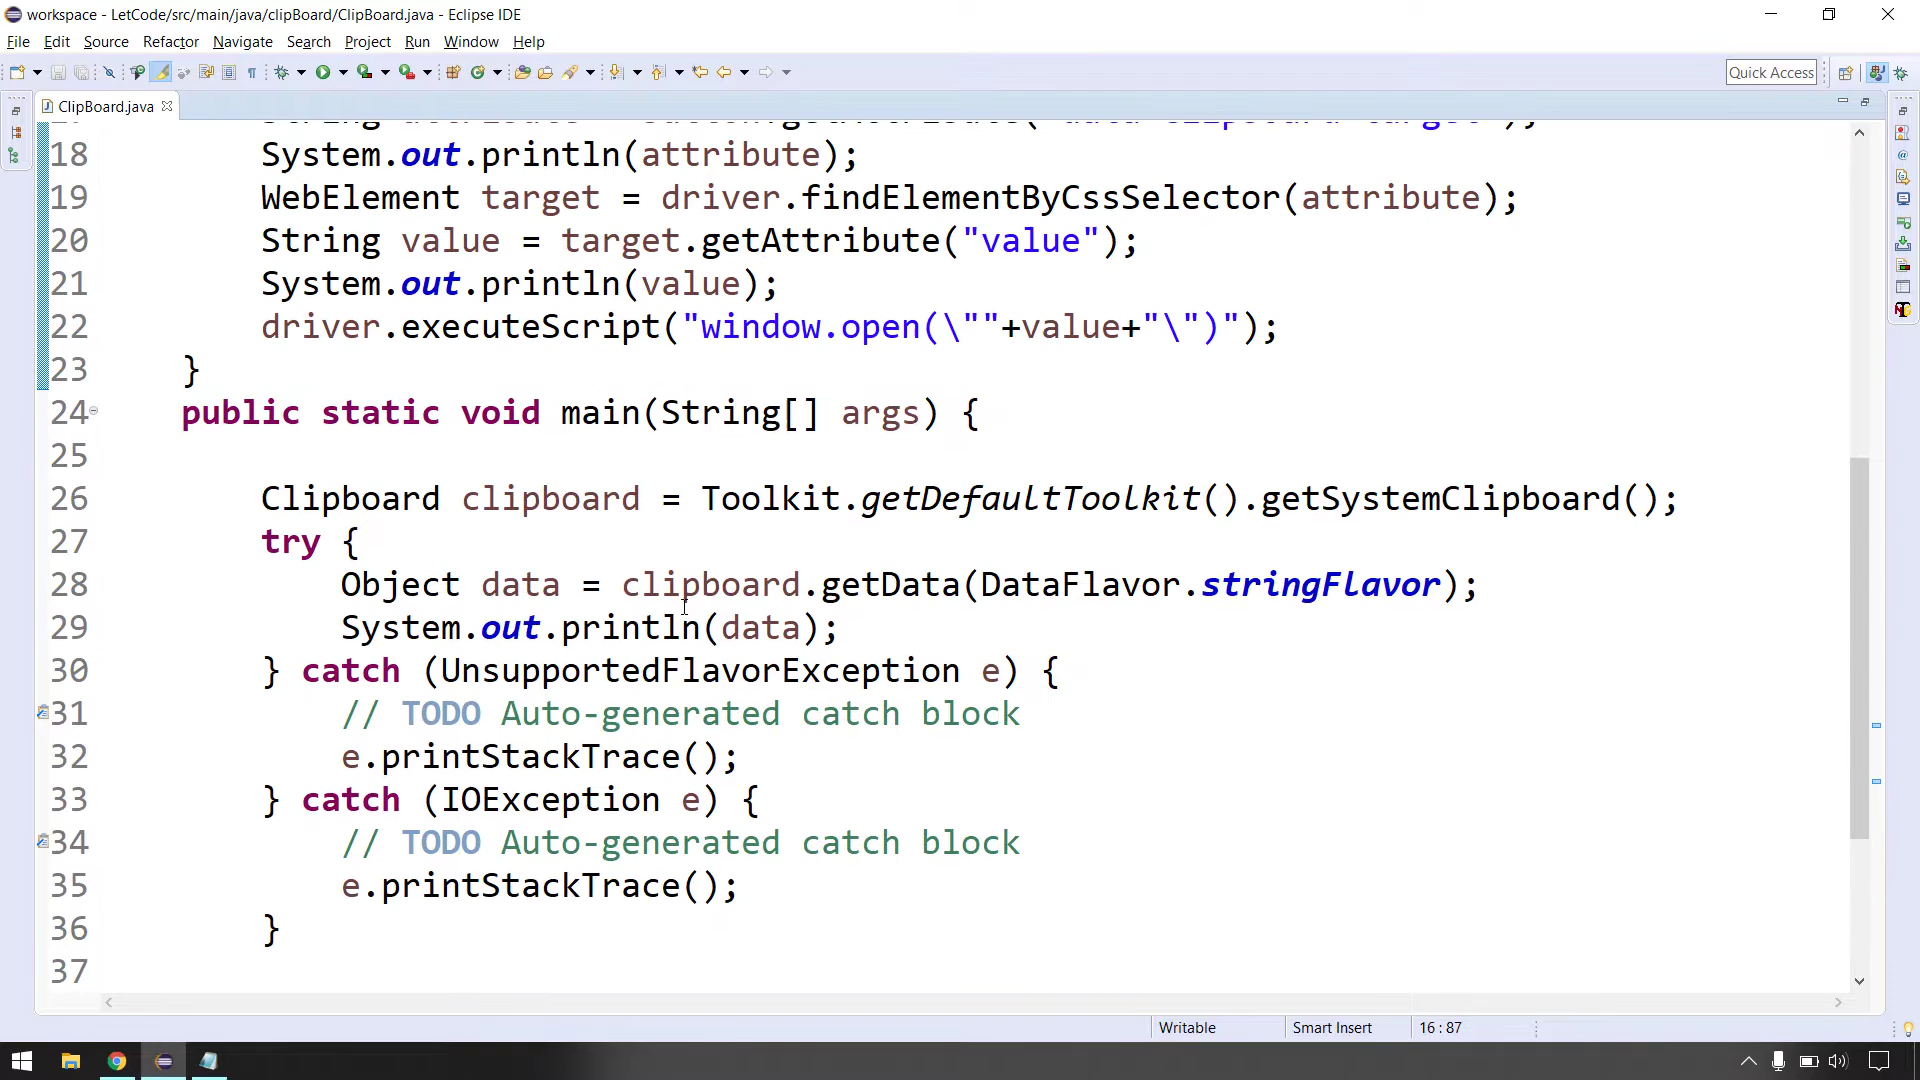 workspace - LetCode/src/main/java/clipBoard/ClipBoard.java - Eclipse IDE
File Edit Source Refactor Navigate Search Project Run Window Help
Quick Access
ClipBoard.java
18 System.out.println(attribute);
19 WebElement target = driver.findElementByCssSelector(attribute);
20 String value = target.getAttribute("value");
21 System.out.println(value);
22 driver.executeScript("window.open(\""+value+"\")");
23 }
24 public static void main(String[] args) {
25
26 Clipboard clipboard = Toolkit.getDefaultToolkit().getSystemClipboard();
27 try {
28 Object data = clipboard.getData(DataFlavor.stringFlavor);
29 System.out.println(data);
30 } catch (UnsupportedFlavorException e) {
31 // TODO Auto-generated catch block
32 e.printStackTrace();
33 } catch (IOException e) {
34 // TODO Auto-generated catch block
35 e.printStackTrace();
36 }
37
Writable Smart Insert 16 : 87